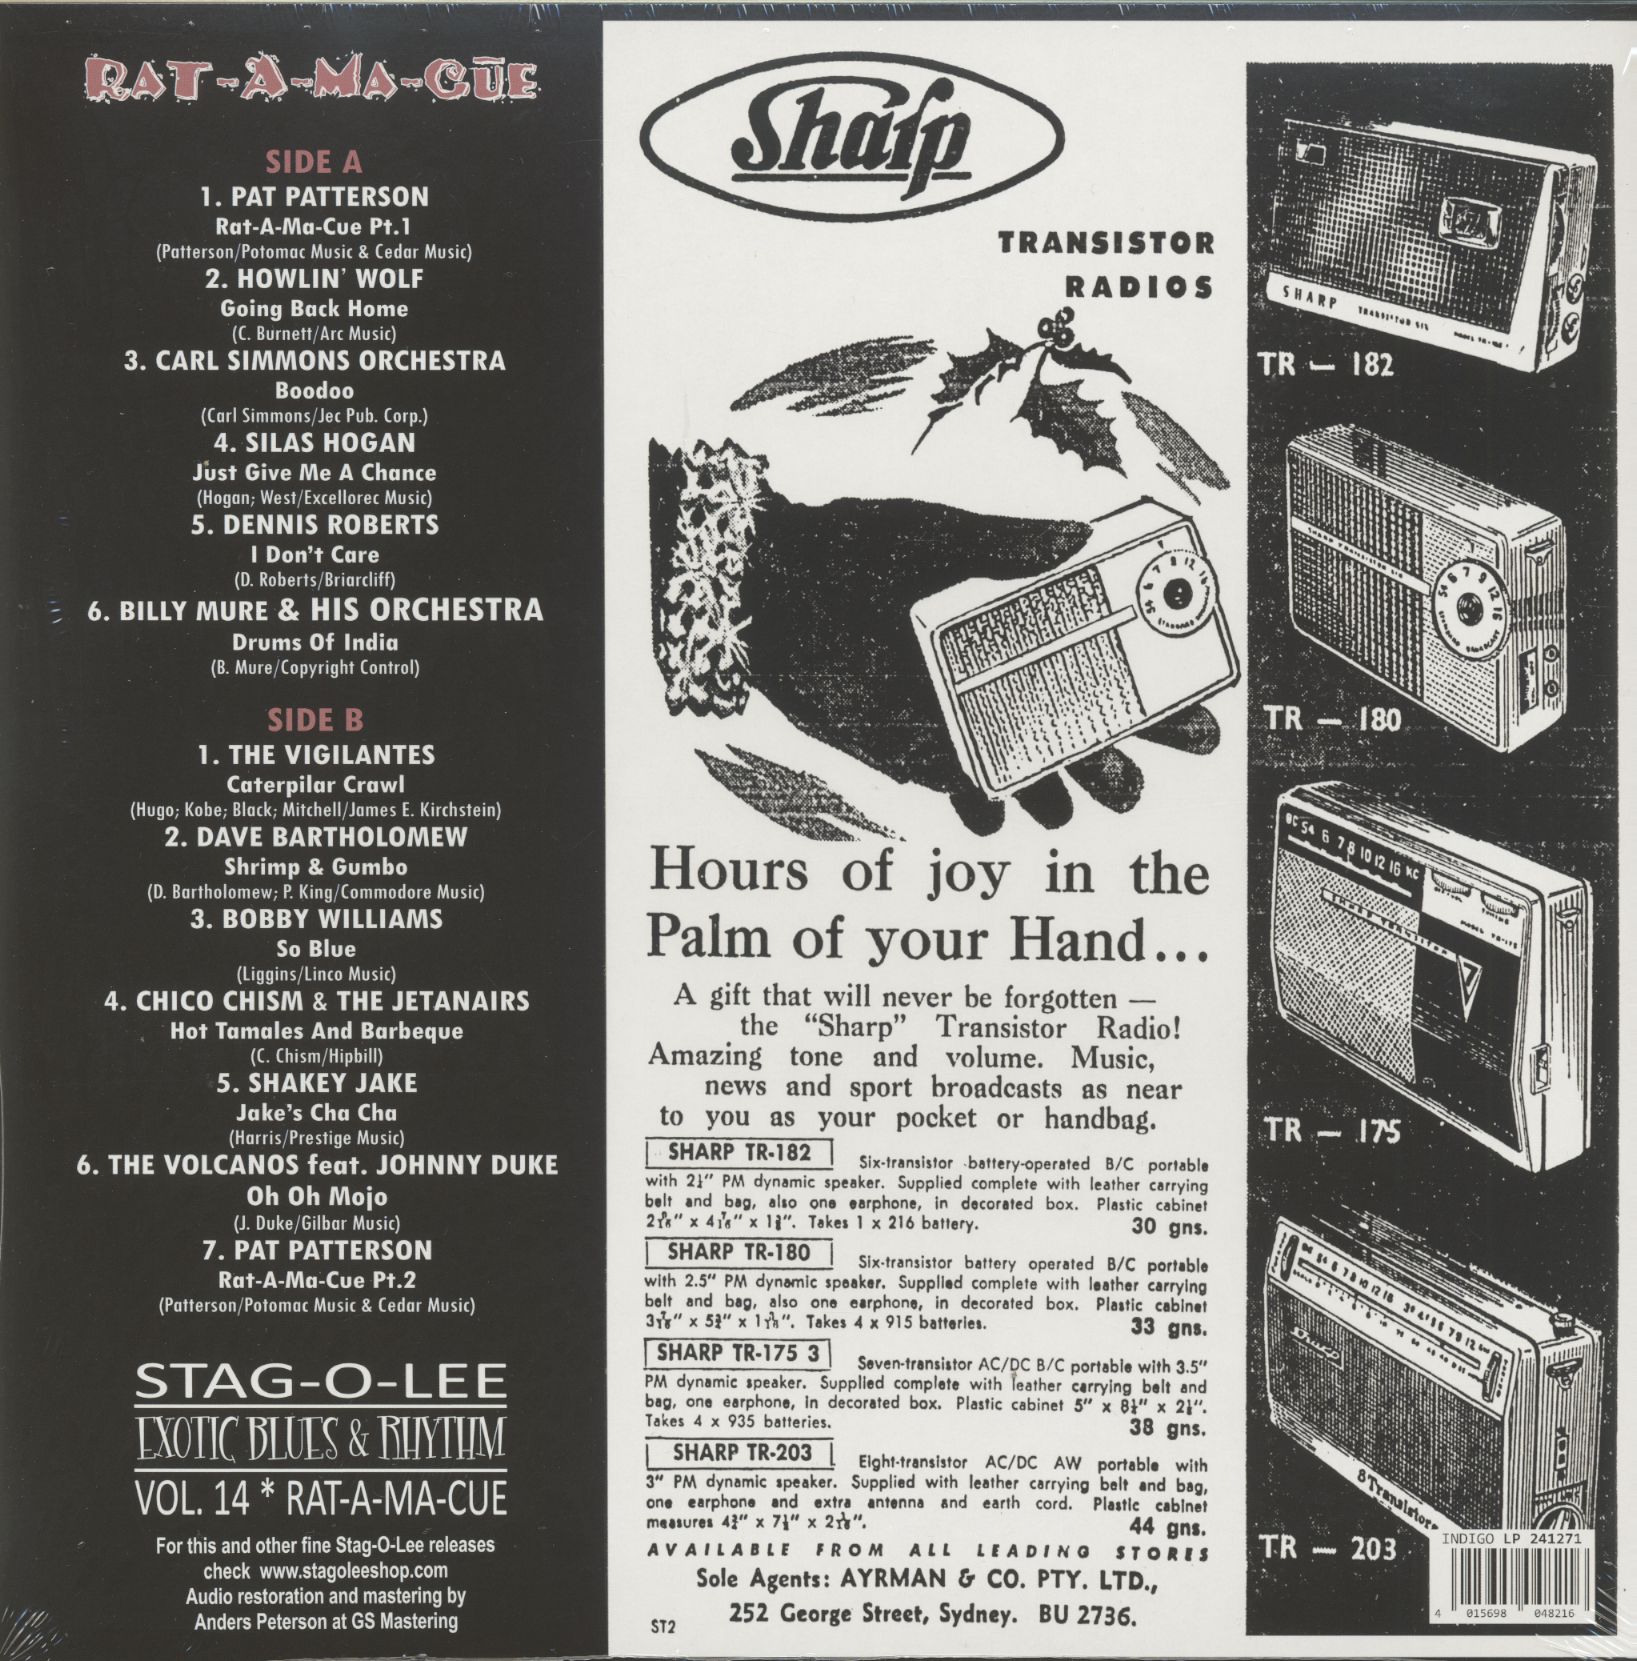 RAT-A-MA-CUE
SIDE A
1. PAT PATTERSON
Rat-A-Ma-Cue Pt.1
(Patterson/Potomac Music & Cedar Music)
2. HOWLIN' WOLF
Going Back Home
(C. Burnett/Arc Music)
3. CARL SIMMONS ORCHESTRA
Boodoo
(Carl Simmons/Jec Pub. Corp.)
4. SILAS HOGAN
Just Give Me A Chance
(Hogan; West/Excellorec Music)
5. DENNIS ROBERTS
I Don't Care
(D. Roberts/Briarcliff)
6. BILLY MURE & HIS ORCHESTRA
Drums Of India
(B. Mure/Copyright Control)
SIDE B
1. THE VIGILANTES
Caterpilar Crawl
(Hugo; Kobe; Black; Mitchell/James E. Kirchstein)
2. DAVE BARTHOLOMEW
Shrimp & Gumbo
(D. Bartholomew; P. King/Commodore Music)
3. BOBBY WILLIAMS
So Blue
(Liggins/Linco Music)
4. CHICO CHISM & THE JETANAIRS
Hot Tamales And Barbeque
(C. Chism/Hipbill)
5. SHAKEY JAKE
Jake's Cha Cha
(Harris/Prestige Music)
6. THE VOLCANOS feat. JOHNNY DUKE
Oh Oh Mojo
(J. Duke/Gilbar Music)
7. PAT PATTERSON
Rat-A-Ma-Cue Pt.2
(Patterson/Potomac Music & Cedar Music)
STAG-O-LEE
EXOTIC BLUES & RHYTHM
VOL. 14 * RAT-A-MA-CUE
For this and other fine Stag-O-Lee releases
check www.stagoleeshop.com
Audio restoration and mastering by
Anders Peterson at GS Mastering
Sharp
TRANSISTOR
RADIOS
Hours of joy in the
Palm of your Hand...
A gift that will never be forgotten —
the "Sharp" Transistor Radio!
Amazing tone and volume. Music,
news and sport broadcasts as near
to you as your pocket or handbag.
SHARP TR-182 Six-transistor battery-operated B/C portable
with 2¼" PM dynamic speaker. Supplied complete with leather carrying
belt and bag, also one earphone, in decorated box. Plastic cabinet
Takes 1 x 216 battery. 30 gns.
SHARP TR-180 Six-transistor battery operated B/C portable
with 2.5" PM dynamic speaker. Supplied complete with leather carrying
belt and bag, also one earphone, in decorated box. Plastic cabinet
Takes 4 x 915 batteries. 33 gns.
SHARP TR-175 3 Seven-transistor AC/DC B/C portable with 3.5"
PM dynamic speaker. Supplied complete with leather carrying belt and
bag, one earphone, in decorated box. Plastic cabinet 5" x 8¼" x 2¼".
Takes 4 x 935 batteries. 38 gns.
SHARP TR-203 Eight-transistor AC/DC AW portable with
3" PM dynamic speaker. Supplied with leather carrying belt and bag,
one earphone and extra antenna and earth cord. Plastic cabinet
measures 44 gns.
AVAILABLE FROM ALL LEADING STORES
Sole Agents: AYRMAN & CO. PTY. LTD.,
252 George Street, Sydney. BU 2736.
ST2
SHARP TRANSISTOR SIX
TR - 182
TR - 180
TR - 175
8 Transistors
TR - 203
INDIGO LP 241271
4 015698 048216